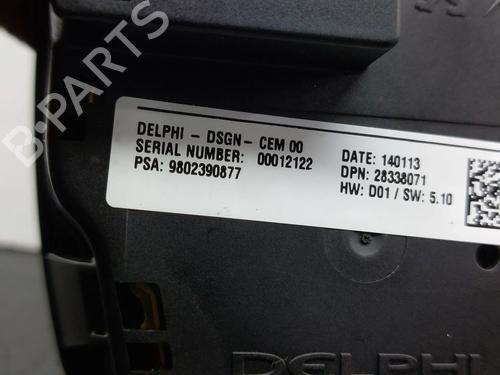 DELPHI - DSGN - CEM 00
SERIAL NUMBER: 00012122
PSA: 9802390877
DATE: 140113
DPN: 28338071
HW: D01 / SW: 5.10
B-PARTS
DELPHI